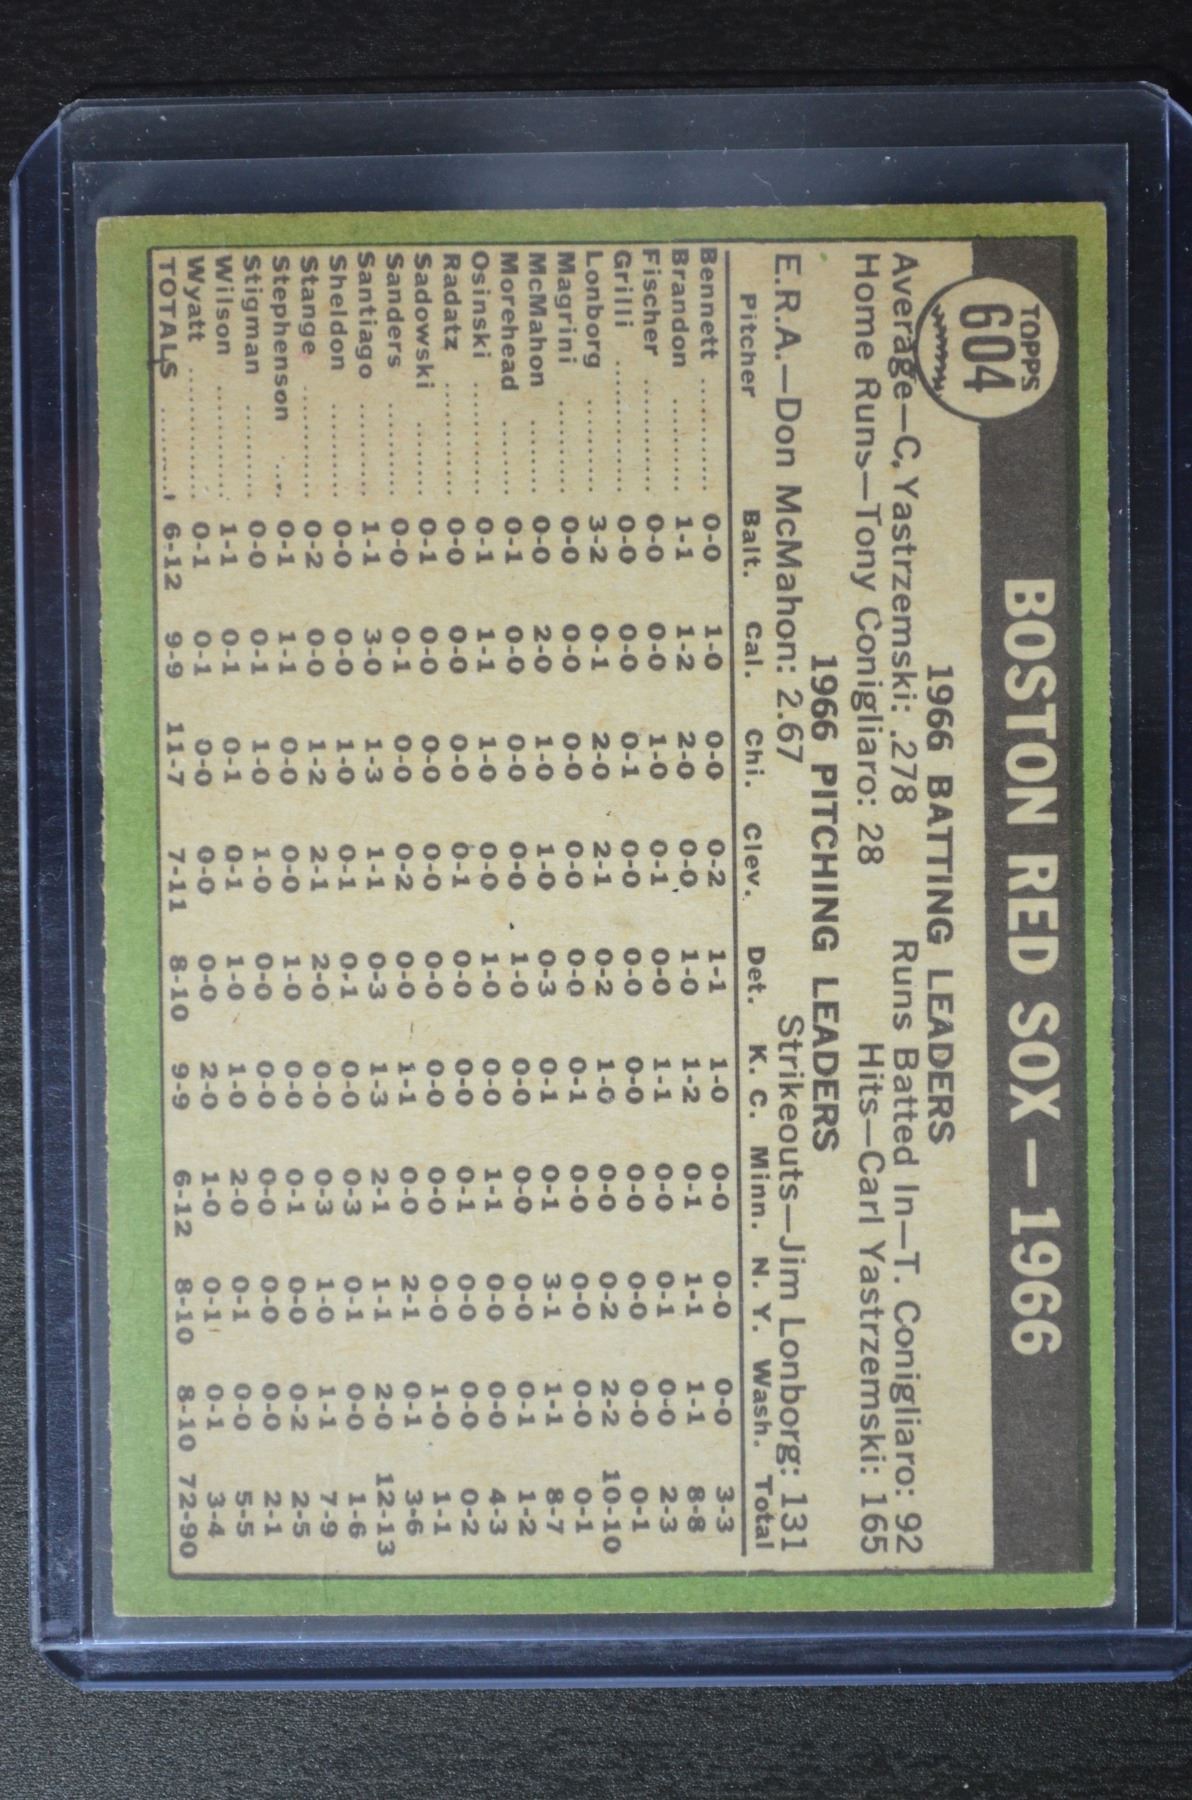 TOPPS
604
BOSTON RED SOX—1966
1966 BATTING LEADERS
Average—C. Yastrzemski: .278 Runs Batted In—T. Conigliaro: 92
Home Runs—Tony Conigliaro: 28 Hits—Carl Yastrzemski: 165
1966 PITCHING LEADERS
E.R.A.—Don McMahon: 2.67 Strikeouts—Jim Lonborg: 131
Pitcher Balt. Cal. Chi. Clev. Det. K. C. Minn. N. Y. Wash. Total
Bennett .......... 0-0 1-0 0-0 0-2 1-1 1-0 0-0 0-0 0-0 3-3
Brandon ......... 1-1 1-2 2-0 0-0 1-0 1-2 0-1 1-1 1-1 8-8
Fischer ........... 0-0 0-0 1-0 0-1 0-0 1-1 0-0 0-1 0-0 2-3
Grilli ............. 0-0 0-0 0-1 0-0 0-0 0-0 0-0 0-0 0-0 0-1
Lonborg ......... 3-2 0-1 2-0 2-1 0-2 1-0 0-0 0-2 2-2 10-10
Magrini ......... 0-0 0-0 0-0 0-0 0-0 0-1 0-0 0-0 0-0 0-1
McMahon ....... 0-0 2-0 1-0 1-0 0-3 0-1 0-1 3-1 1-1 8-7
Morehead ....... 0-1 0-0 0-0 0-0 1-0 0-0 0-0 0-0 0-1 1-2
Osinski ........... 0-1 1-1 1-0 0-0 1-0 0-0 1-1 0-0 0-0 4-3
Radatz ........... 0-0 0-0 0-0 0-1 0-0 0-0 0-1 0-0 0-0 0-2
Sadowski ....... 0-1 0-0 0-0 0-0 0-0 0-0 0-0 0-0 1-0 1-1
Sanders ......... 0-0 0-1 0-0 0-2 0-0 1-1 0-0 2-1 0-1 3-6
Santiago ......... 1-1 3-0 1-3 1-1 0-3 1-3 2-1 1-1 2-0 12-13
Sheldon ......... 0-0 0-0 1-0 0-1 0-1 0-0 0-3 0-1 0-0 1-6
Stange ........... 0-2 0-0 1-2 2-1 2-0 0-0 0-3 1-0 1-1 7-9
Stephenson .... 0-1 1-1 0-0 0-0 1-0 0-0 0-1 0-0 0-2 2-5
Stigman ......... 0-0 0-1 1-0 1-0 0-0 0-0 0-0 0-0 0-0 2-1
Wilson ........... 1-1 0-1 0-1 0-1 1-0 1-0 2-0 0-1 0-0 5-5
Wyatt ............ 0-1 0-1 0-0 0-0 0-0 2-0 1-0 0-1 0-1 3-4
TOTALS ........ 6-12 9-9 11-7 7-11 8-10 9-9 6-12 8-10 8-10 72-90